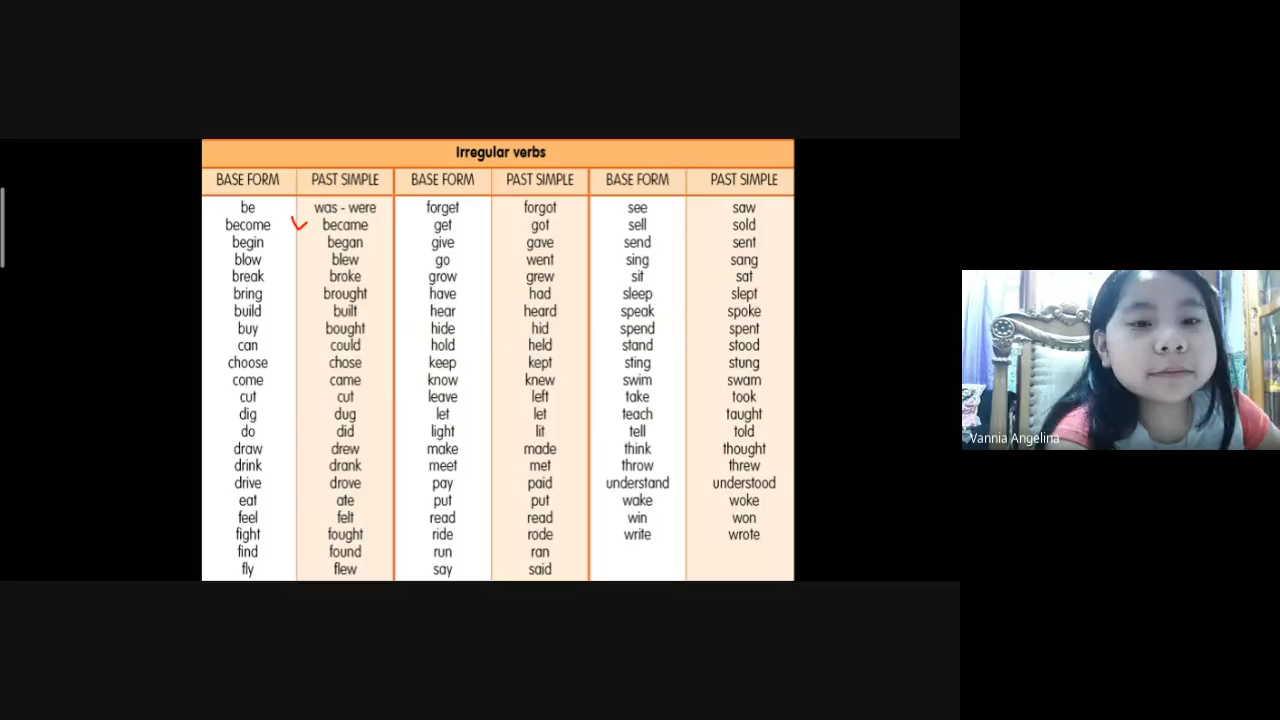 Irregular verbs
BASE FORM PAST SIMPLE BASE FORM PAST SIMPLE BASE FORM PAST SIMPLE
be was - were forget forgot see saw
become became get got sell sold
begin began give gave send sent
blow blew go went sing sang
break broke grow grew sit sat
bring brought have had sleep slept
build built hear heard speak spoke
buy bought hide hid spend spent
can could hold held stand stood
choose chose keep kept sting stung
come came know knew swim swam
cut cut leave left take took
dig dug let let teach taught
do did light lit tell told
draw drew make made think thought
drink drank meet met throw threw
drive drove pay paid understand understood
eat ate put put wake woke
feel felt read read win won
fight fought ride rode write wrote
find found run ran
fly flew say said
Vannia Angelina